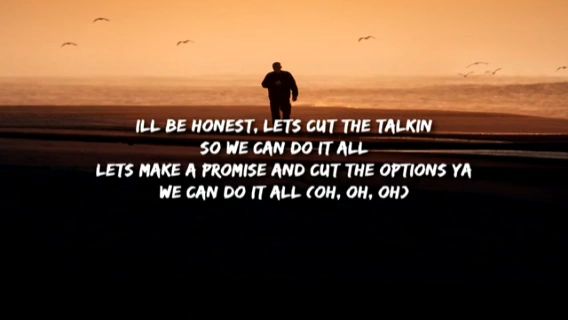 ILL BE HONEST, LETS CUT THE TALKIN
SO WE CAN DO IT ALL
LETS MAKE A PROMISE AND CUT THE OPTIONS YA
WE CAN DO IT ALL (OH, OH, OH)